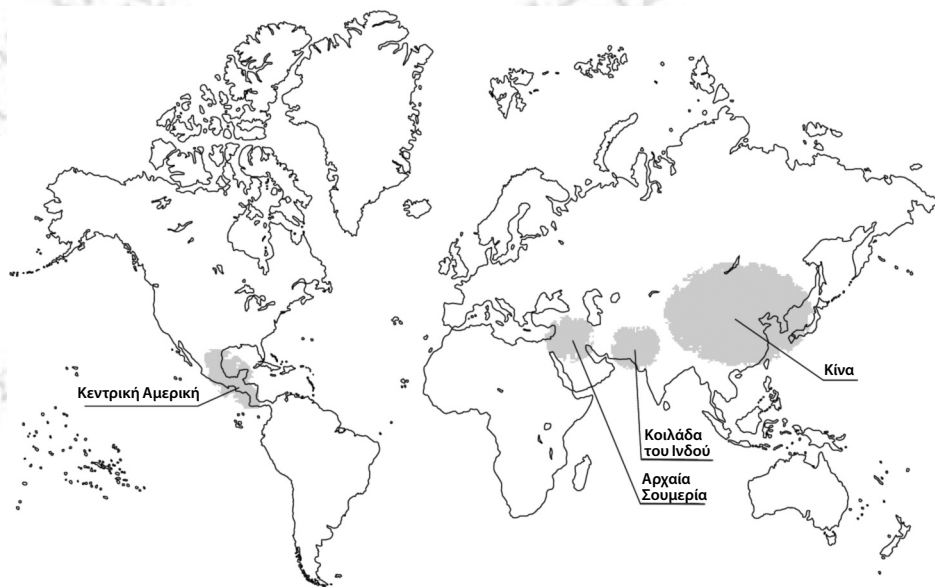 Κεντρική Αμερική
Κίνα
Κοιλάδα
του Ινδού
Αρχαία
Σουμερία